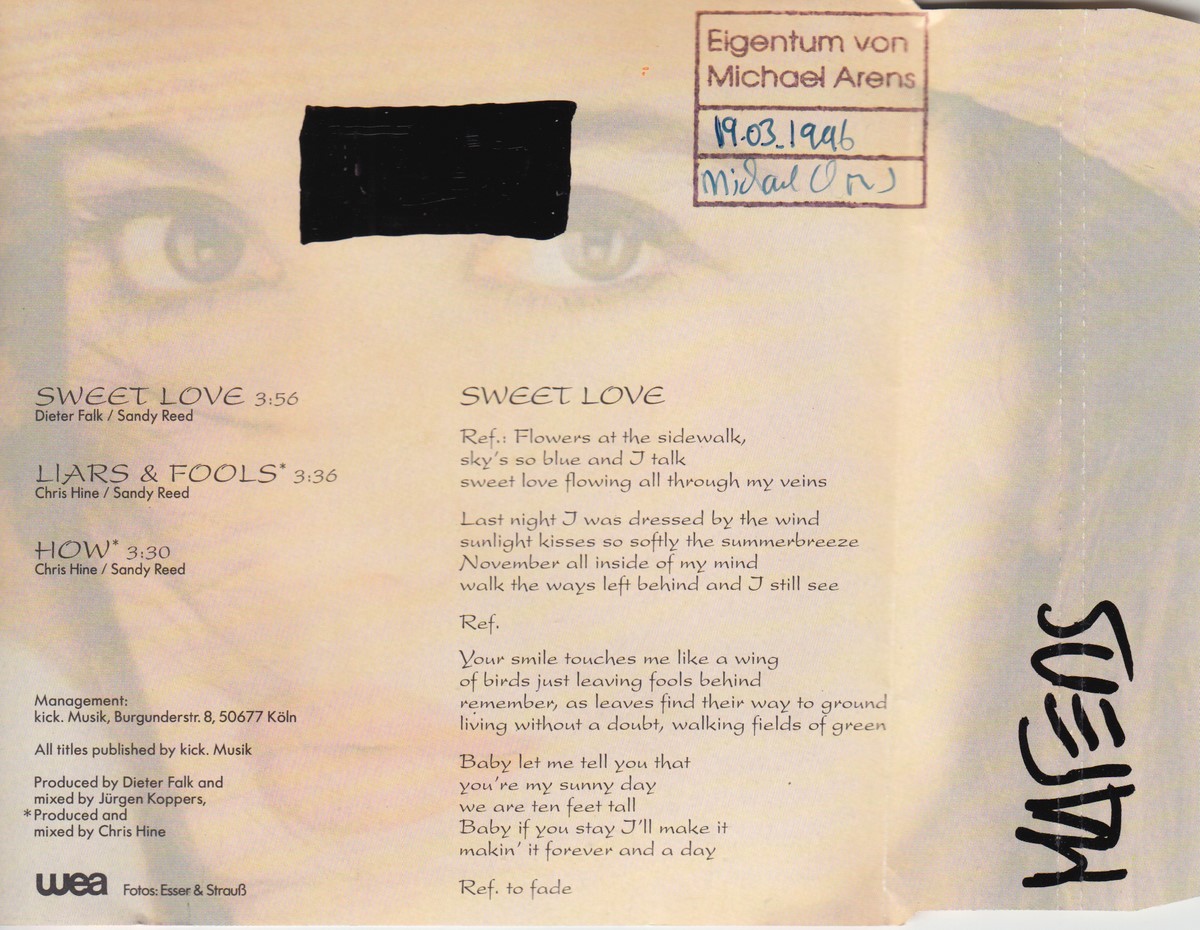 Eigentum von
Michael Arens
19.03.1996
SWEET LOVE 3:56
Dieter Falk / Sandy Reed
LIARS & FOOLS* 3:36
Chris Hine / Sandy Reed
HOW* 3:30
Chris Hine / Sandy Reed
Management:
kick. Musik, Burgunderstr. 8, 50677 Köln
All titles published by kick. Musik
Produced by Dieter Falk and
mixed by Jürgen Koppers,
*Produced and
mixed by Chris Hine
wea Fotos: Esser & Strauß
SWEET LOVE
Ref.: Flowers at the sidewalk,
sky's so blue and I talk
sweet love flowing all through my veins
Last night I was dressed by the wind
sunlight kisses so softly the summerbreeze
November all inside of my mind
walk the ways left behind and I still see
Ref.
Your smile touches me like a wing
of birds just leaving fools behind
remember, as leaves find their way to ground
living without a doubt, walking fields of green
Baby let me tell you that
you're my sunny day
we are ten feet tall
Baby if you stay I'll make it
makin' it forever and a day
Ref. to fade